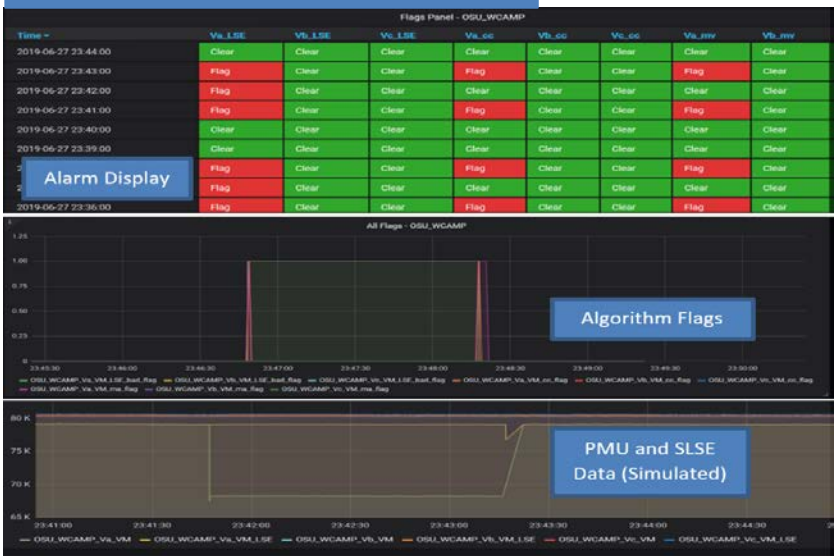 Flags Panel - OSU_WCAMP
Time Va_LSE Vb_LSE Vc_LSE Va_cc Vb_cc Vc_cc Va_mv Vb_mv
2019-06-27 23:44:00 Clear Clear Clear Clear Clear Clear Clear Clear
2019-06-27 23:43:00 Flag Clear Clear Flag Clear Clear Flag Clear
2019-06-27 23:42:00 Clear Clear Clear Clear Clear Clear Clear Clear
2019-06-27 23:41:00 Flag Clear Clear Flag Clear Clear Flag Clear
2019-06-27 23:40:00 Clear Clear Clear Clear Clear Clear Clear Clear
2019-06-27 23:39:00 Clear Clear Clear Clear Clear Clear Clear Clear
Flag Clear Clear Flag Clear Clear Flag Clear
Alarm Display
Flag Clear Clear Clear Clear Clear Clear Clear
2019-06-27 23:36:00 Flag Clear Clear Flag Clear Clear Flag Clear
All Flags - OSU_WCAMP
1.25
1.00
0.75
0.50
Algorithm Flags
0.25
0
23:45:30 23:46:00 23:46:30 23:47:00 23:47:30 23:48:00 23:48:30 23:49:00 23:49:30 23:50:00
OSU_WCAMP_Va_VM_LSE_bad_flag OSU_WCAMP_Vb_VM_LSE_bad_flag OSU_WCAMP_Vc_VM_LSE_bad_flag OSU_WCAMP_Va_VM_cc_flag OSU_WCAMP_Vb_VM_cc_flag OSU_WCAMP_Vc_VM_cc_flag
OSU_WCAMP_Va_VM_ma_flag OSU_WCAMP_Vb_VM_ma_flag OSU_WCAMP_Vc_VM_ma_flag
80 K
75 K
PMU and SLSE
Data (Simulated)
70 K
65 K
23:41:00 23:41:30 23:42:00 23:42:30 23:43:00 23:43:30 23:44:00 23:44:30
OSU_WCAMP_Va_VM OSU_WCAMP_Va_VM_LSE OSU_WCAMP_Vb_VM OSU_WCAMP_Vb_VM_LSE OSU_WCAMP_Vc_VM OSU_WCAMP_Vc_VM_LSE